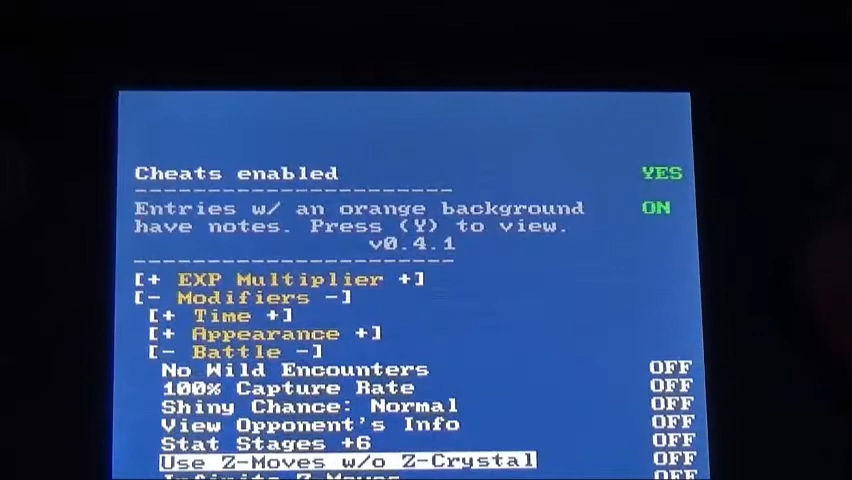 Cheats enabled YES
----------------------
Entries w/ an orange background ON
have notes. Press (Y) to view.
v0.4.1
----------------------
[+ EXP Multiplier +]
[- Modifiers -]
[+ Time +]
[+ Appearance +]
[- Battle -]
No Wild Encounters OFF
100% Capture Rate OFF
Shiny Chance: Normal OFF
View Opponent's Info OFF
Stat Stages +6 OFF
Use Z-Moves w/o Z-Crystal OFF
Infinite Z-Moves